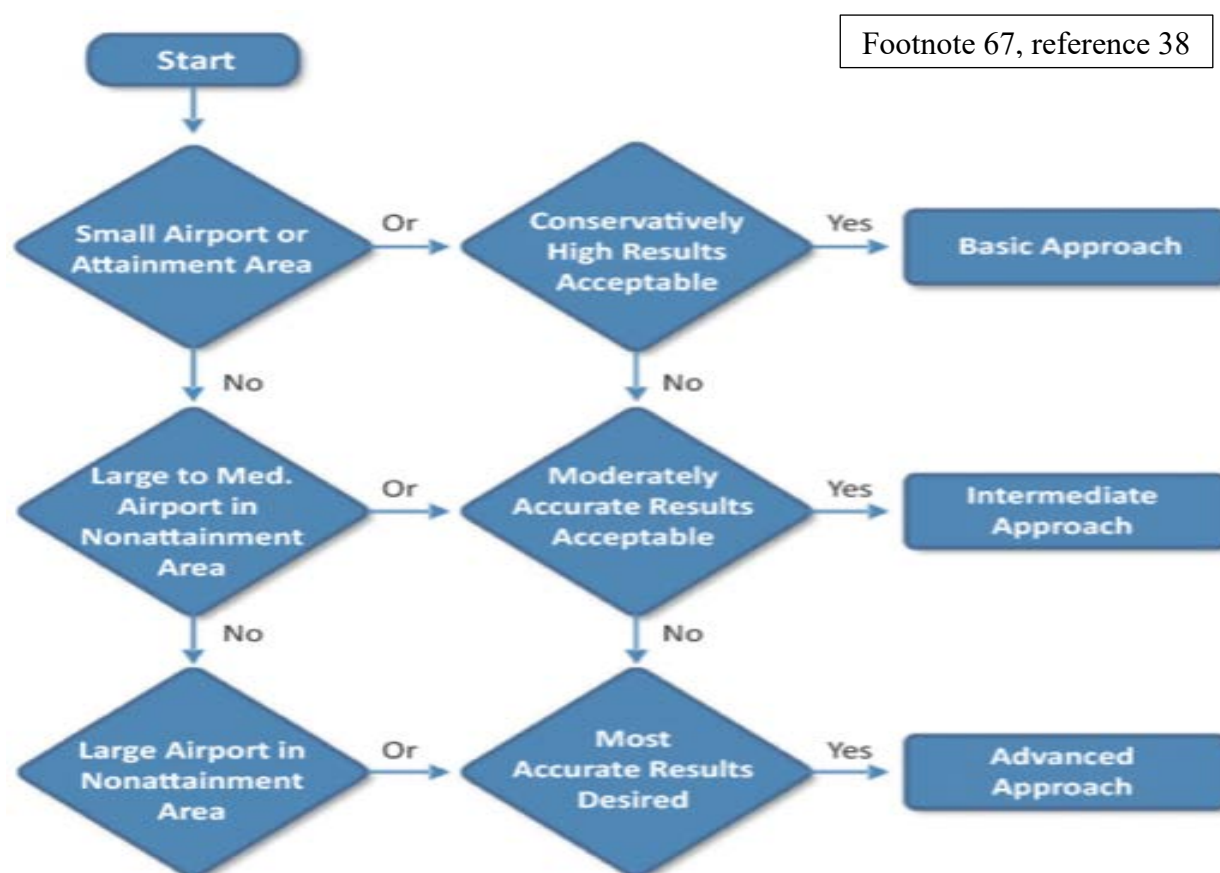 Footnote 67, reference 38
Start
Small Airport or
Attainment Area
Or
Conservatively
High Results
Acceptable
Yes
Basic Approach
No
No
Large to Med.
Airport in
Nonattainment
Area
Or
Moderately
Accurate Results
Acceptable
Yes
Intermediate
Approach
No
No
Large Airport in
Nonattainment
Area
Or
Most
Accurate Results
Desired
Yes
Advanced
Approach